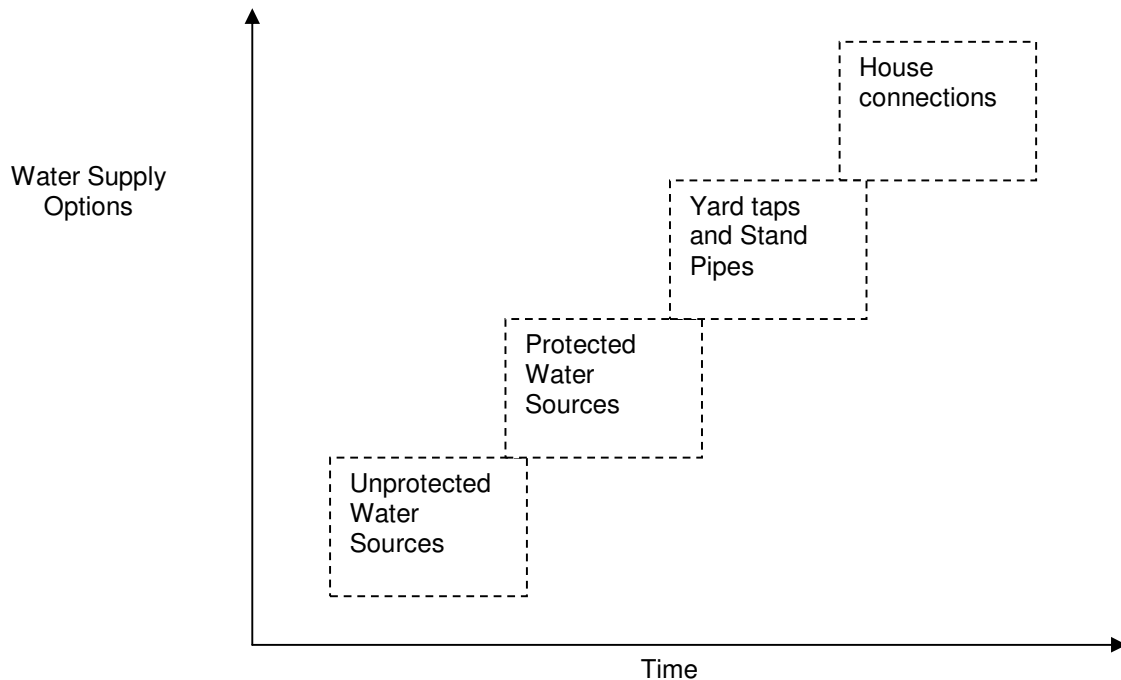 House
connections
Water Supply
Options
Yard taps
and Stand
Pipes
Protected
Water
Sources
Unprotected
Water
Sources
Time